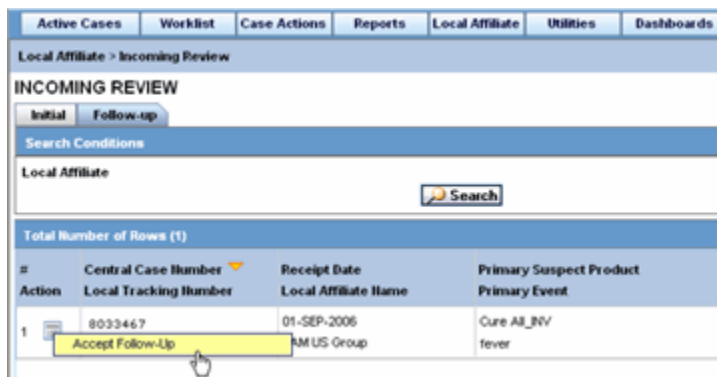 Active Cases Worklist Case Actions Reports Local Affiliate Utilities Dashboards
Local Affiliate > Incoming Review
INCOMING REVIEW
Initial Follow-up
Search Conditions
Local Affiliate
Search
Total Number of Rows (1)
# Central Case Number Receipt Date Primary Suspect Product
Action Local Tracking Number Local Affiliate Name Primary Event
1 8033467 01-SEP-2006 Cure All_INV
Accept Follow-Up AM US Group fever